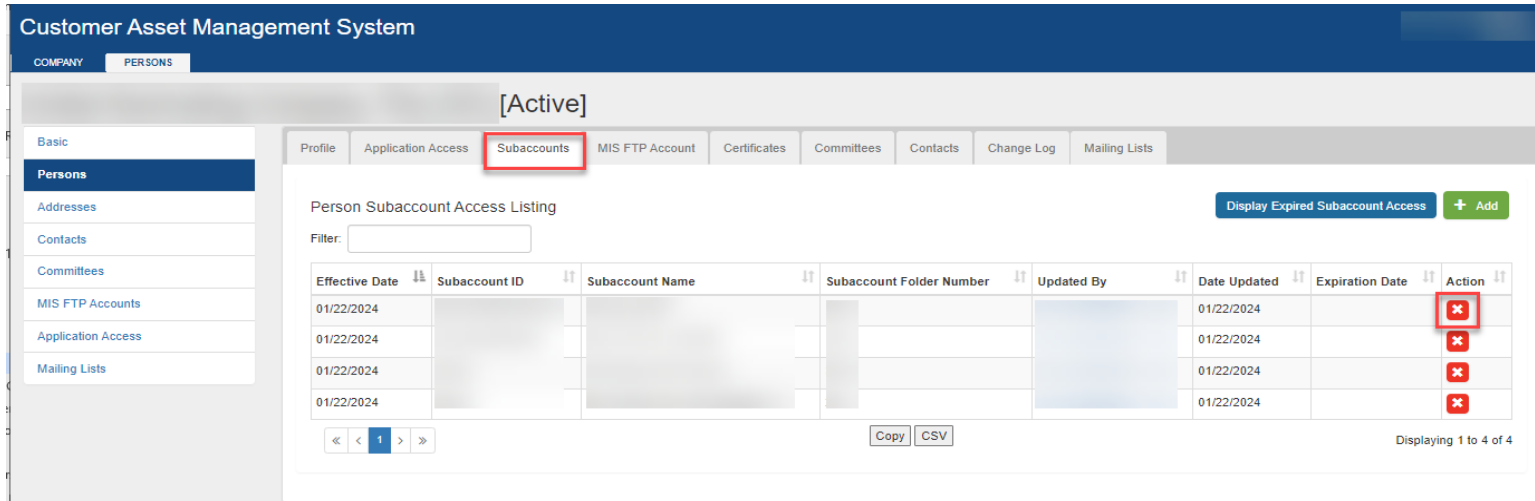 Customer Asset Management System
COMPANY PERSONS
[Active]
Basic
Persons
Addresses
Contacts
Committees
MIS FTP Accounts
Application Access
Mailing Lists
Profile Application Access Subaccounts MIS FTP Account Certificates Committees Contacts Change Log Mailing Lists
Person Subaccount Access Listing
Display Expired Subaccount Access + Add
Filter:
Effective Date Subaccount ID Subaccount Name Subaccount Folder Number Updated By Date Updated Expiration Date Action
01/22/2024 01/22/2024
01/22/2024 01/22/2024
01/22/2024 01/22/2024
01/22/2024 01/22/2024
« < 1 > » Copy CSV Displaying 1 to 4 of 4